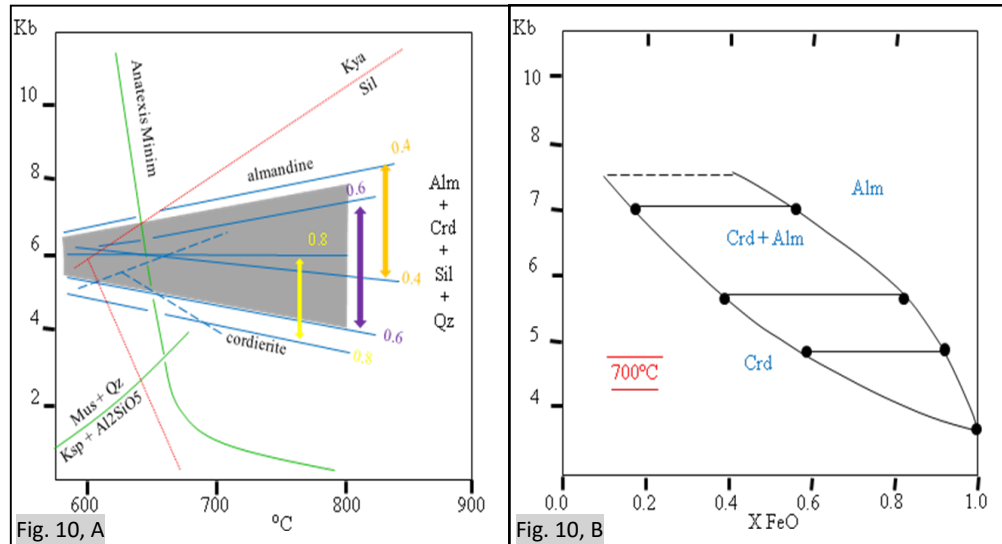 Kb
10
8
6
4
2
600
700
800
900
°C
Anatexis Minim
Kya
Sil
almandine
cordierite
0.4
0.6
0.8
0.4
0.6
0.8
Alm
+
Crd
+
Sil
+
Qz
Mus + Qz
Ksp + Al2SiO5
Fig. 10, A
Kb
10
8
7
6
5
4
0.0
0.2
0.4
0.6
0.8
1.0
X FeO
Alm
Crd + Alm
Crd
700°C
Fig. 10, B